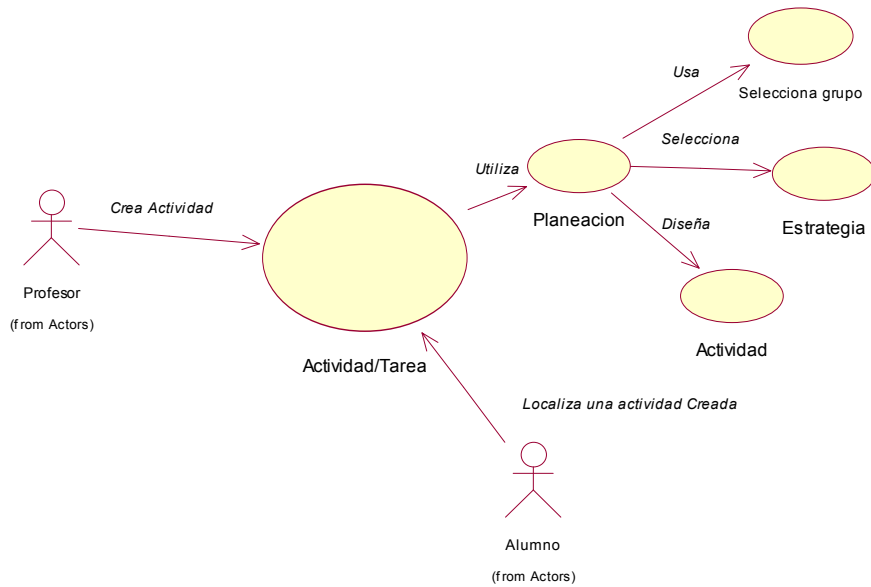 Usa
Selecciona grupo
Selecciona
Utiliza
Planeacion
Estrategia
Crea Actividad
Diseña
Profesor
(from Actors)
Actividad/Tarea
Actividad
Localiza una actividad Creada
Alumno
(from Actors)